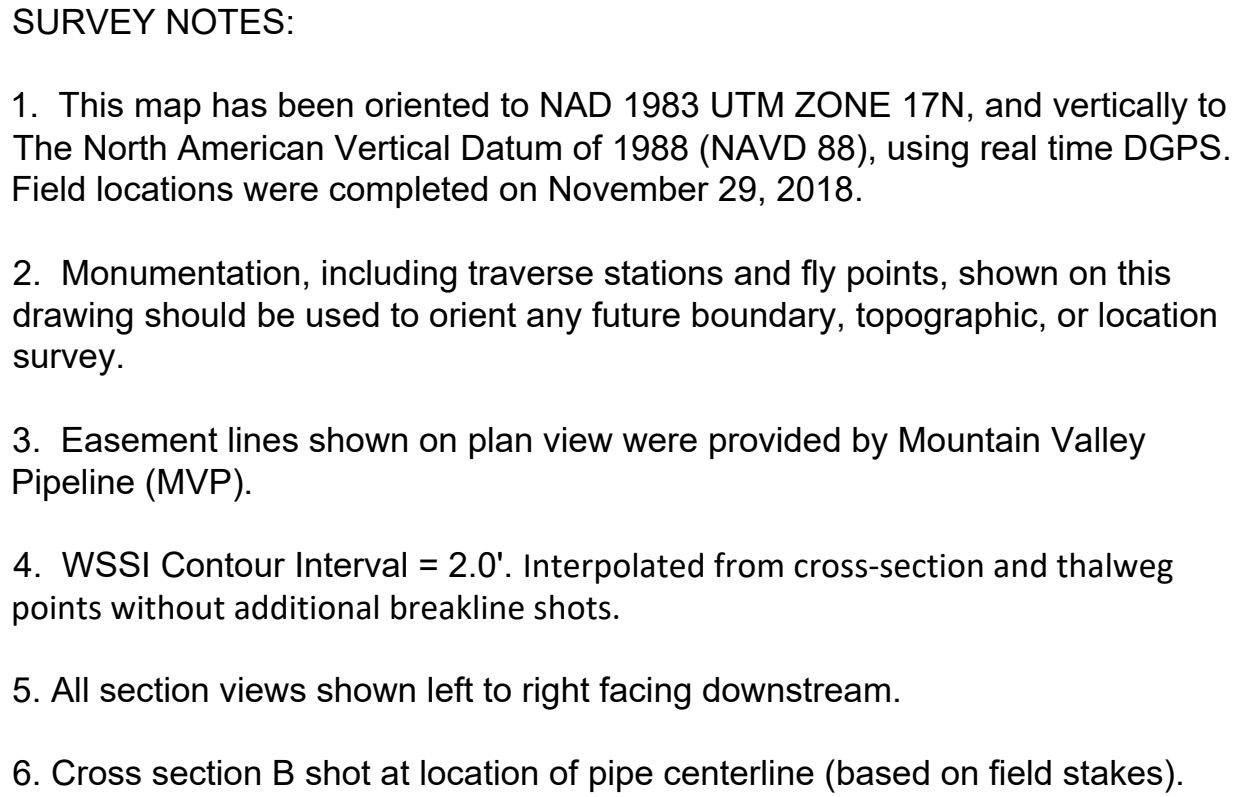 SURVEY NOTES:
1.  This map has been oriented to NAD 1983 UTM ZONE 17N, and vertically to
The North American Vertical Datum of 1988 (NAVD 88), using real time DGPS.
Field locations were completed on November 29, 2018.
2.  Monumentation, including traverse stations and fly points, shown on this
drawing should be used to orient any future boundary, topographic, or location
survey.
3.  Easement lines shown on plan view were provided by Mountain Valley
Pipeline (MVP).
4.  WSSI Contour Interval = 2.0'. Interpolated from cross-section and thalweg
points without additional breakline shots.
5. All section views shown left to right facing downstream.
6. Cross section B shot at location of pipe centerline (based on field stakes).